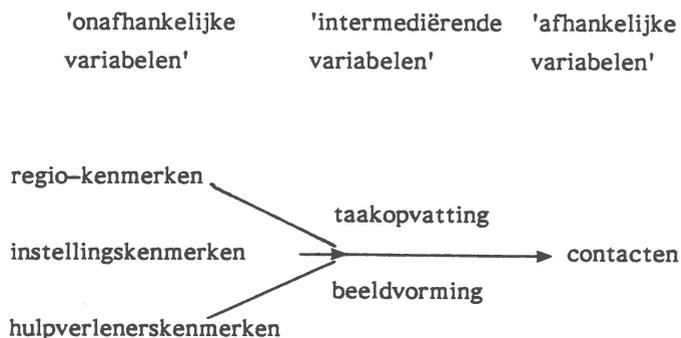 'onafhankelijke 'intermediërende 'afhankelijke
variabelen' variabelen' variabelen'
regio-kenmerken
taakopvatting
instellingskenmerken contacten
beeldvorming
hulpverlenerskenmerken